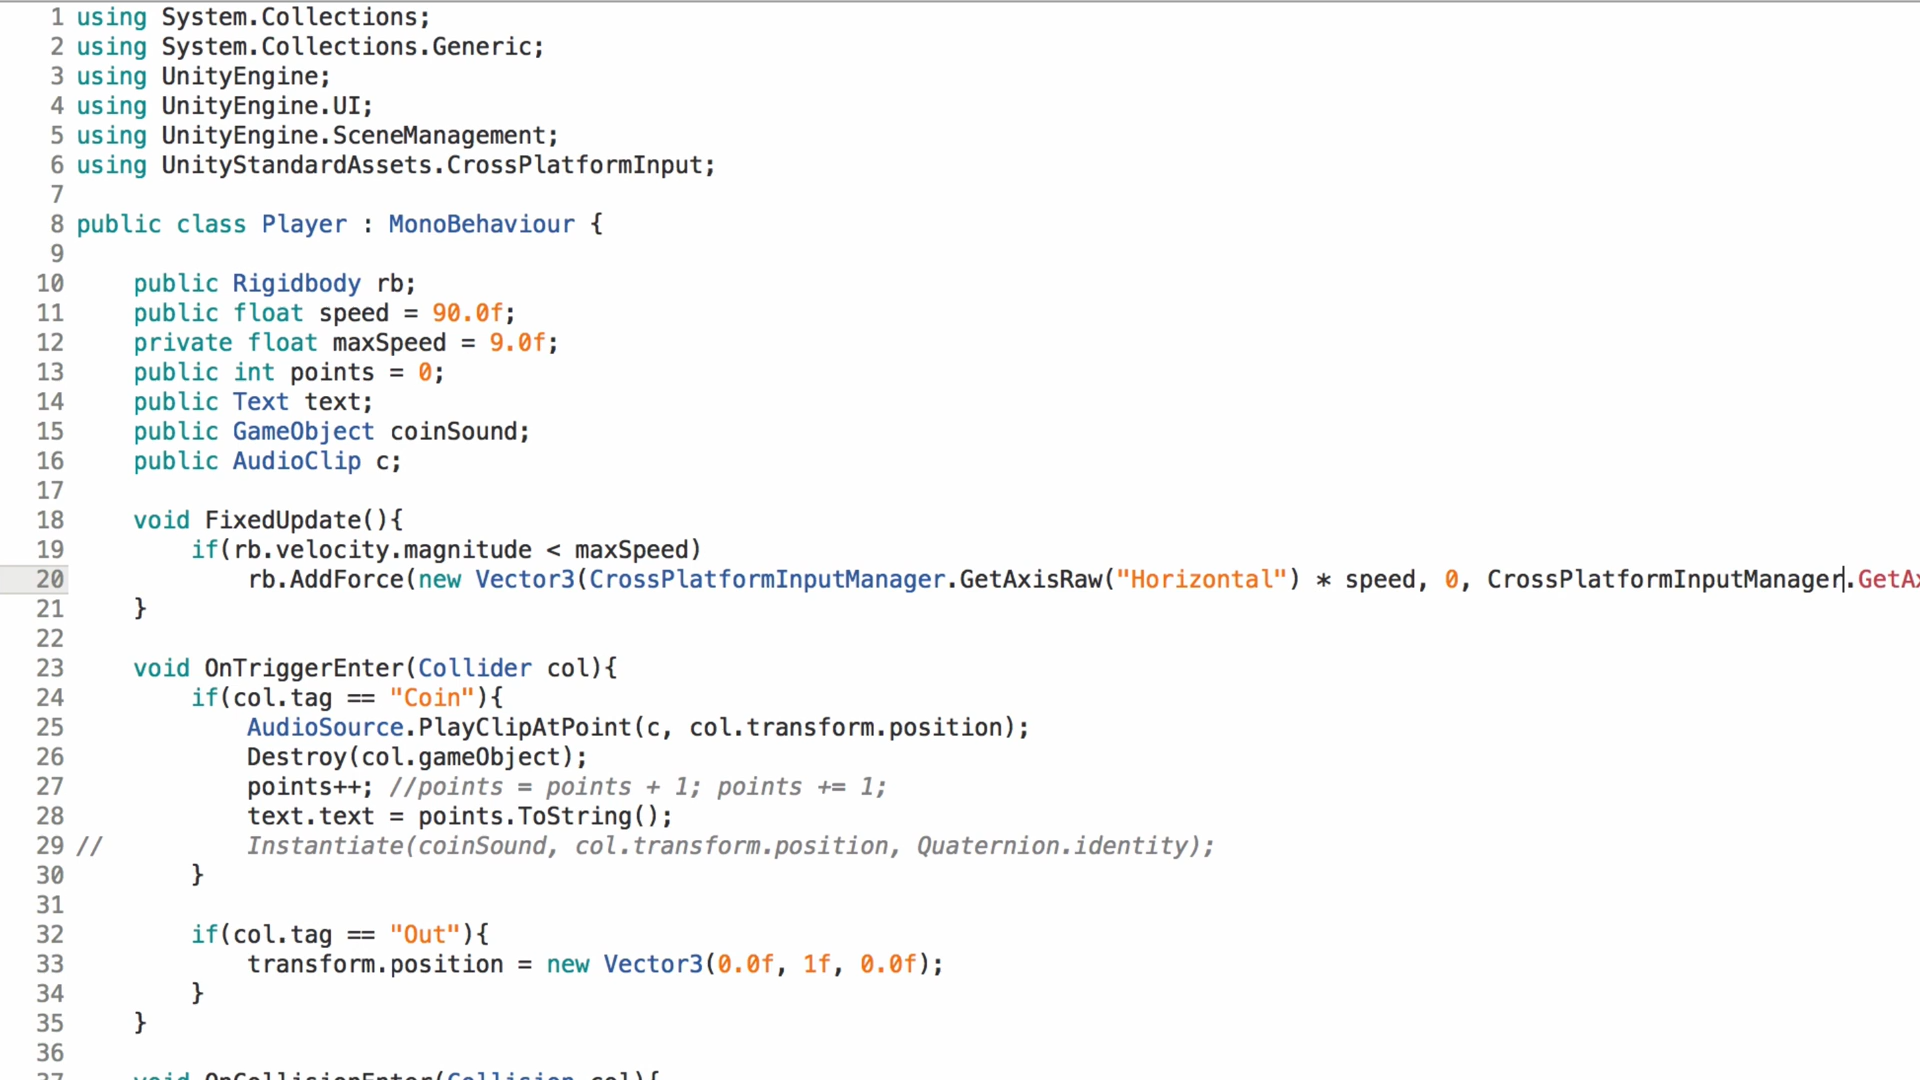 1 using System.Collections;
2 using System.Collections.Generic;
3 using UnityEngine;
4 using UnityEngine.UI;
5 using UnityEngine.SceneManagement;
6 using UnityStandardAssets.CrossPlatformInput;
7
8 public class Player : MonoBehaviour {
9
10 public Rigidbody rb;
11 public float speed = 90.0f;
12 private float maxSpeed = 9.0f;
13 public int points = 0;
14 public Text text;
15 public GameObject coinSound;
16 public AudioClip c;
17
18 void FixedUpdate(){
19 if(rb.velocity.magnitude < maxSpeed)
20 rb.AddForce(new Vector3(CrossPlatformInputManager.GetAxisRaw("Horizontal") * speed, 0, CrossPlatformInputManager.GetAx
21 }
22
23 void OnTriggerEnter(Collider col){
24 if(col.tag == "Coin"){
25 AudioSource.PlayClipAtPoint(c, col.transform.position);
26 Destroy(col.gameObject);
27 points++; //points = points + 1; points += 1;
28 text.text = points.ToString();
29 // Instantiate(coinSound, col.transform.position, Quaternion.identity);
30 }
31
32 if(col.tag == "Out"){
33 transform.position = new Vector3(0.0f, 1f, 0.0f);
34 }
35 }
36
37 void OnCollisionEnter(Collision col){